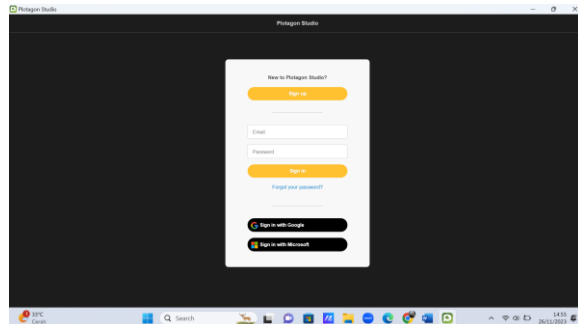 Plotagon Studio
Plotagon Studio
New to Plotagon Studio?
Sign up
Email
Password
Sign in
Forgot your password?
Sign in with Google
Sign in with Microsoft
33°C
Cerah
Search
14:55
26/11/2023